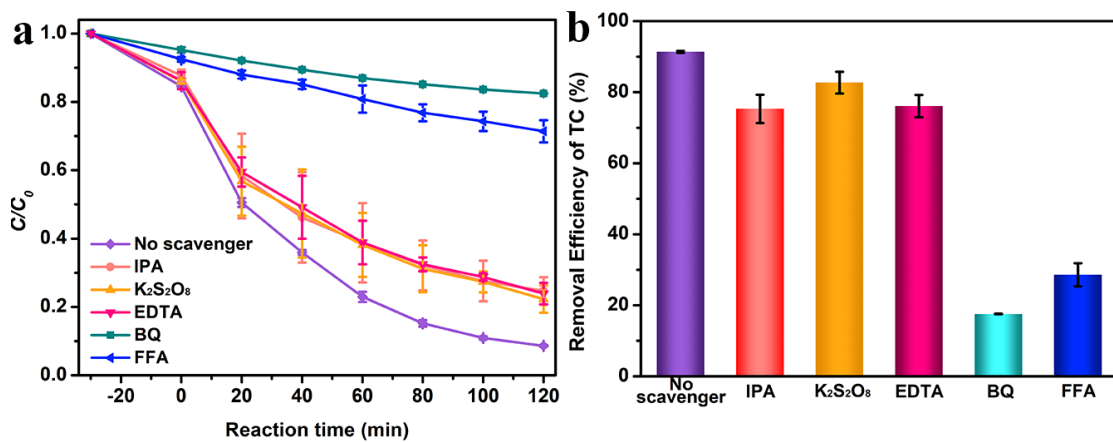 a
C/C₀
1.0
0.8
0.6
0.4
0.2
0.0
No scavenger
IPA
K₂S₂O₈
EDTA
BQ
FFA
-20 0 20 40 60 80 100 120
Reaction time (min)
b
Removal Efficiency of TC (%)
100
80
60
40
20
0
No scavenger IPA K₂S₂O₈ EDTA BQ FFA